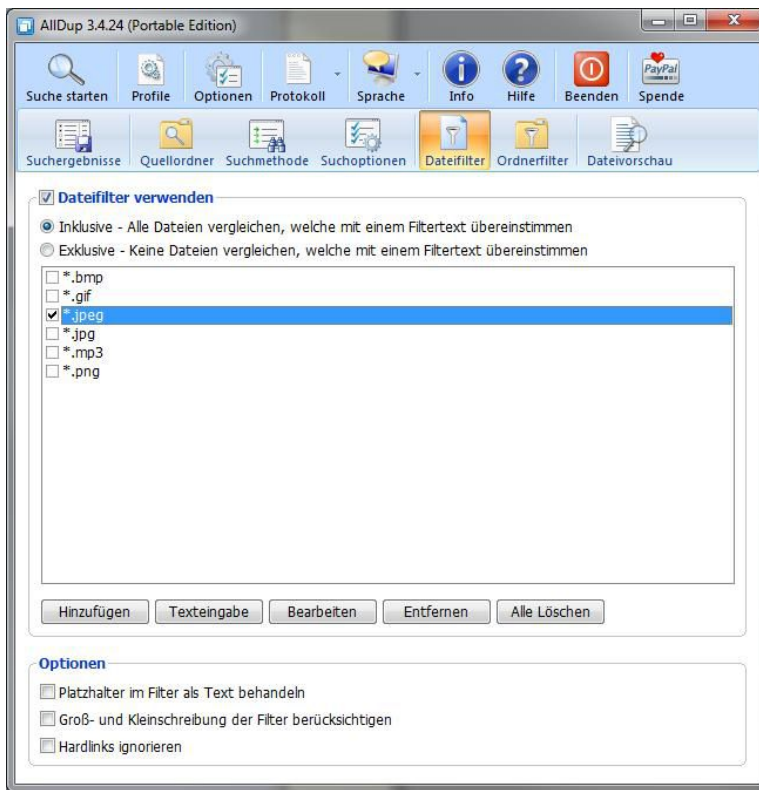 AllDup 3.4.24 (Portable Edition)
Suche starten Profile Optionen Protokoll Sprache Info Hilfe Beenden PayPal Spende
Suchergebnisse Quellordner Suchmethode Suchoptionen Dateifilter Ordnerfilter Dateivorschau
Dateifilter verwenden
Inklusive - Alle Dateien vergleichen, welche mit einem Filtertext übereinstimmen
Exklusive - Keine Dateien vergleichen, welche mit einem Filtertext übereinstimmen
*.bmp
*.gif
*.jpeg
*.jpg
*.mp3
*.png
Hinzufügen Texteingabe Bearbeiten Entfernen Alle Löschen
Optionen
Platzhalter im Filter als Text behandeln
Groß- und Kleinschreibung der Filter berücksichtigen
Hardlinks ignorieren